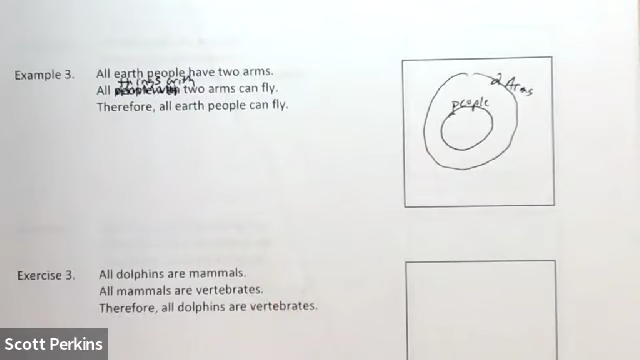 Example 3. All earth people have two arms.
things with
All two arms can fly.
Therefore, all earth people can fly.
2 Arms
people
Exercise 3. All dolphins are mammals.
All mammals are vertebrates.
Therefore, all dolphins are vertebrates.
Scott Perkins